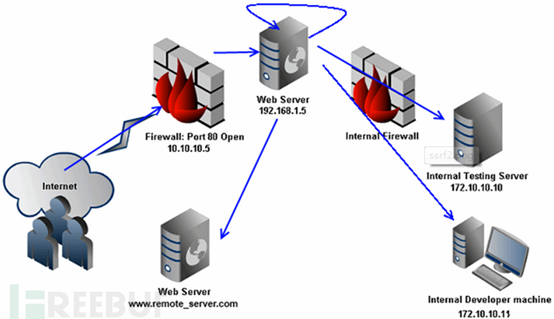 Web Server
192.168.1.5
Firewall: Port 80 Open
10.10.10.5
Internal Firewall
Internet
Internal Testing Server
172.10.10.10
Web Server
www.remote_server.com
Internal Developer machine
172.10.10.11
REEBUF